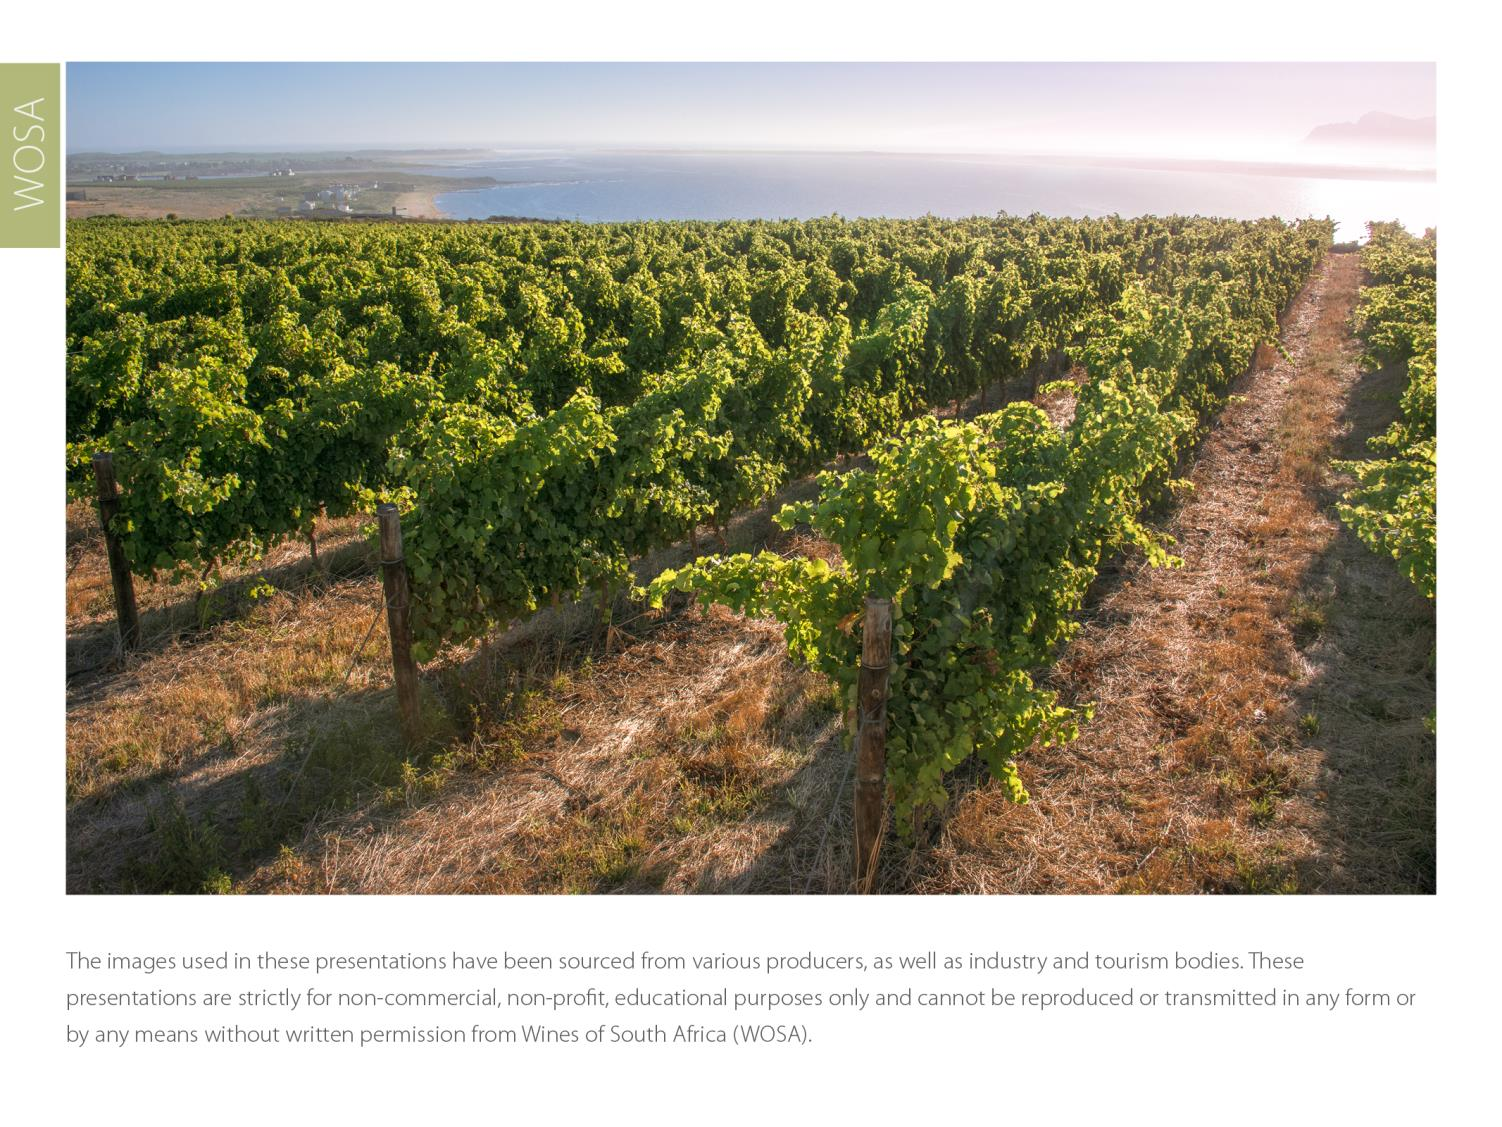 WOSA
The images used in these presentations have been sourced from various producers, as well as industry and tourism bodies. These
presentations are strictly for non-commercial, non-profit, educational purposes only and cannot be reproduced or transmitted in any form or
by any means without written permission from Wines of South Africa (WOSA).